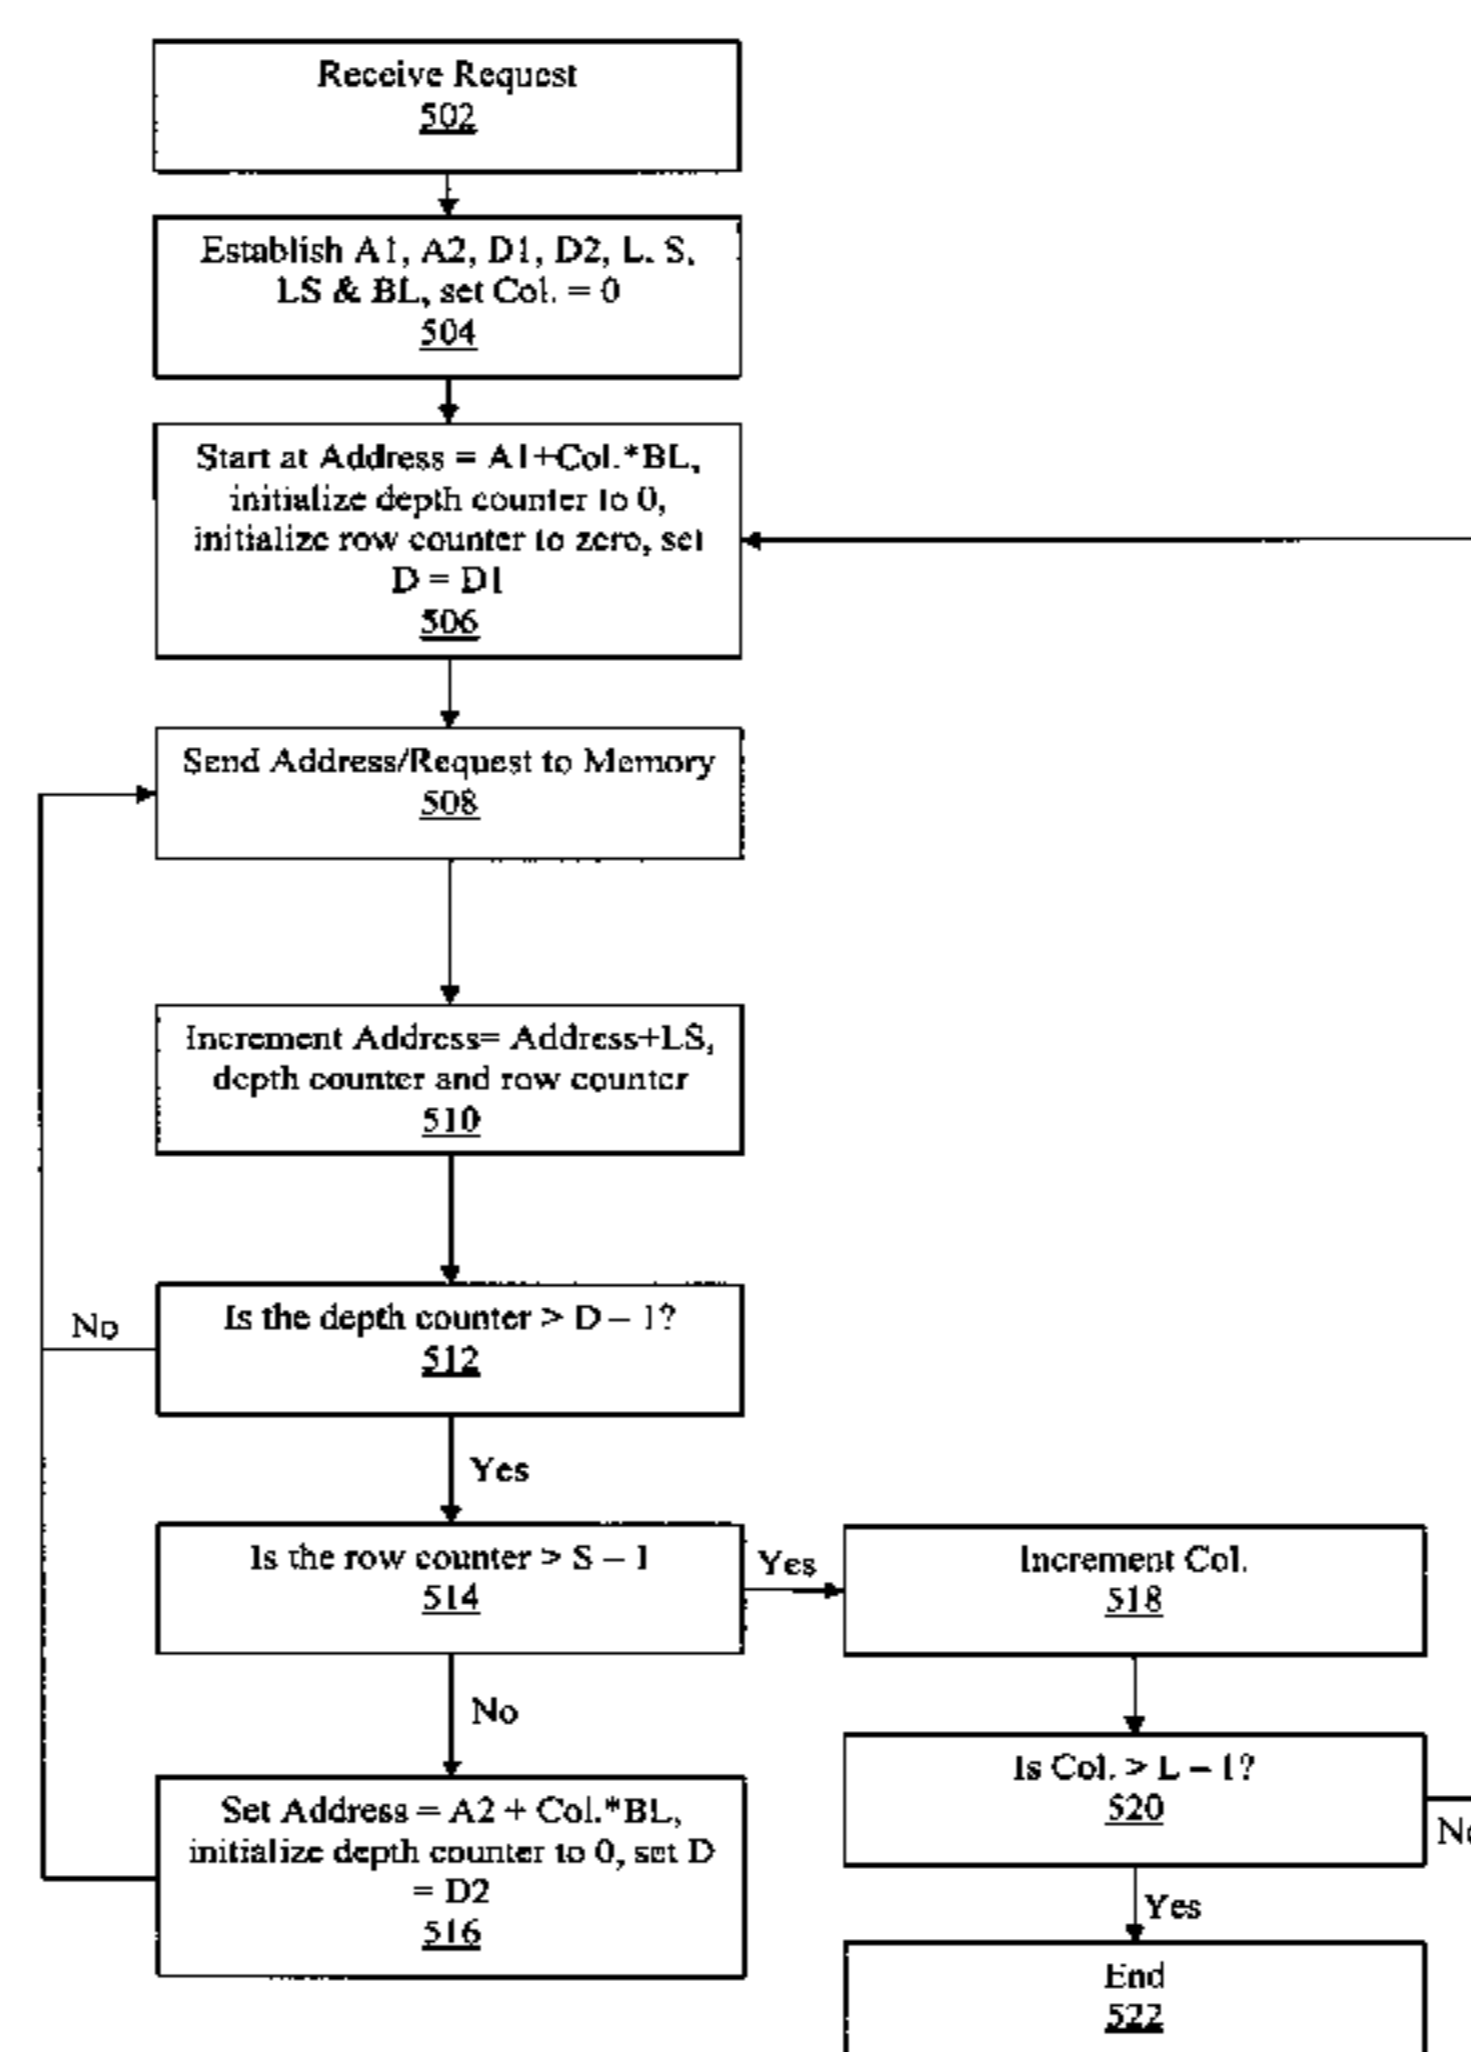 Receive Request
502
Establish A1, A2, D1, D2, L. S,
LS & BL, set Col. = 0
504
Start at Address = A1+Col.*BL,
initialize depth counter to 0,
initialize row counter to zero, set
D = D1
506
Send Address/Request to Memory
508
Increment Address= Address+LS,
depth counter and row counter
510
No
Is the depth counter > D – 1?
512
Yes
Is the row counter > S – 1
514
Yes
Increment Col.
518
No
Is Col. > L – 1?
520
No
Set Address = A2 + Col.*BL,
initialize depth counter to 0, set D
= D2
516
Yes
End
522